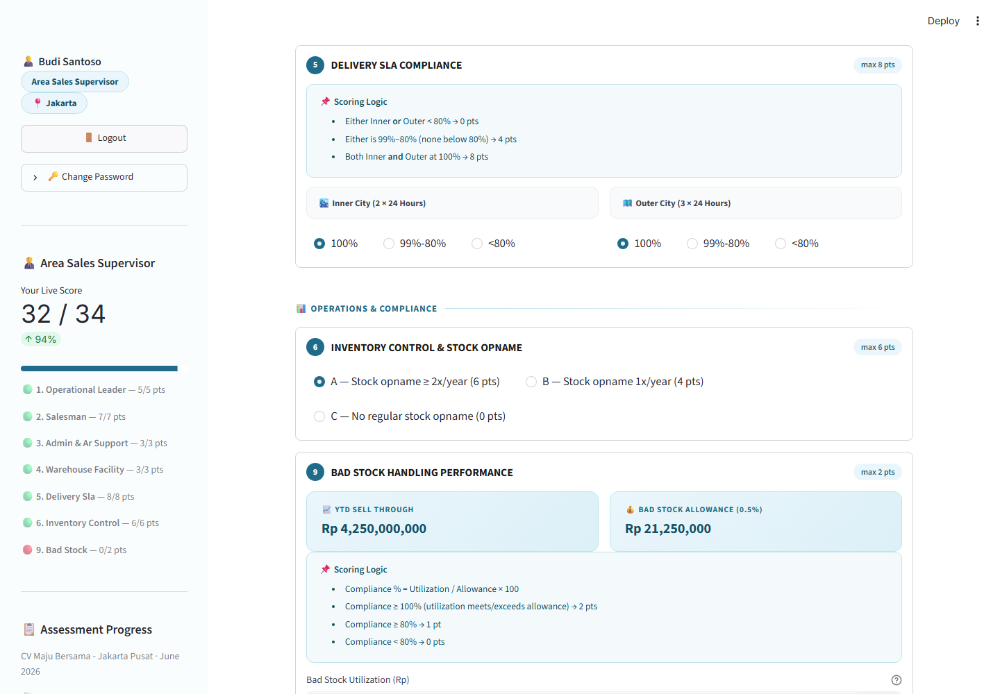 Deploy
Budi Santoso
Area Sales Supervisor
Jakarta
Logout
Change Password
Area Sales Supervisor
Your Live Score
32 / 34
↑ 94%
1. Operational Leader — 5/5 pts
2. Salesman — 7/7 pts
3. Admin & Ar Support — 3/3 pts
4. Warehouse Facility — 3/3 pts
5. Delivery Sla — 8/8 pts
6. Inventory Control — 6/6 pts
9. Bad Stock — 0/2 pts
Assessment Progress
CV Maju Bersama - Jakarta Pusat · June
2026
5 DELIVERY SLA COMPLIANCE max 8 pts
Scoring Logic
• Either Inner or Outer < 80% → 0 pts
• Either is 99%–80% (none below 80%) → 4 pts
• Both Inner and Outer at 100% → 8 pts
Inner City (2 × 24 Hours)
100% 99%-80% <80%
Outer City (3 × 24 Hours)
100% 99%-80% <80%
OPERATIONS & COMPLIANCE
6 INVENTORY CONTROL & STOCK OPNAME max 6 pts
A — Stock opname ≥ 2x/year (6 pts) B — Stock opname 1x/year (4 pts)
C — No regular stock opname (0 pts)
9 BAD STOCK HANDLING PERFORMANCE max 2 pts
YTD SELL THROUGH
Rp 4,250,000,000
BAD STOCK ALLOWANCE (0.5%)
Rp 21,250,000
Scoring Logic
• Compliance % = Utilization / Allowance × 100
• Compliance ≥ 100% (utilization meets/exceeds allowance) → 2 pts
• Compliance ≥ 80% → 1 pt
• Compliance < 80% → 0 pts
Bad Stock Utilization (Rp)